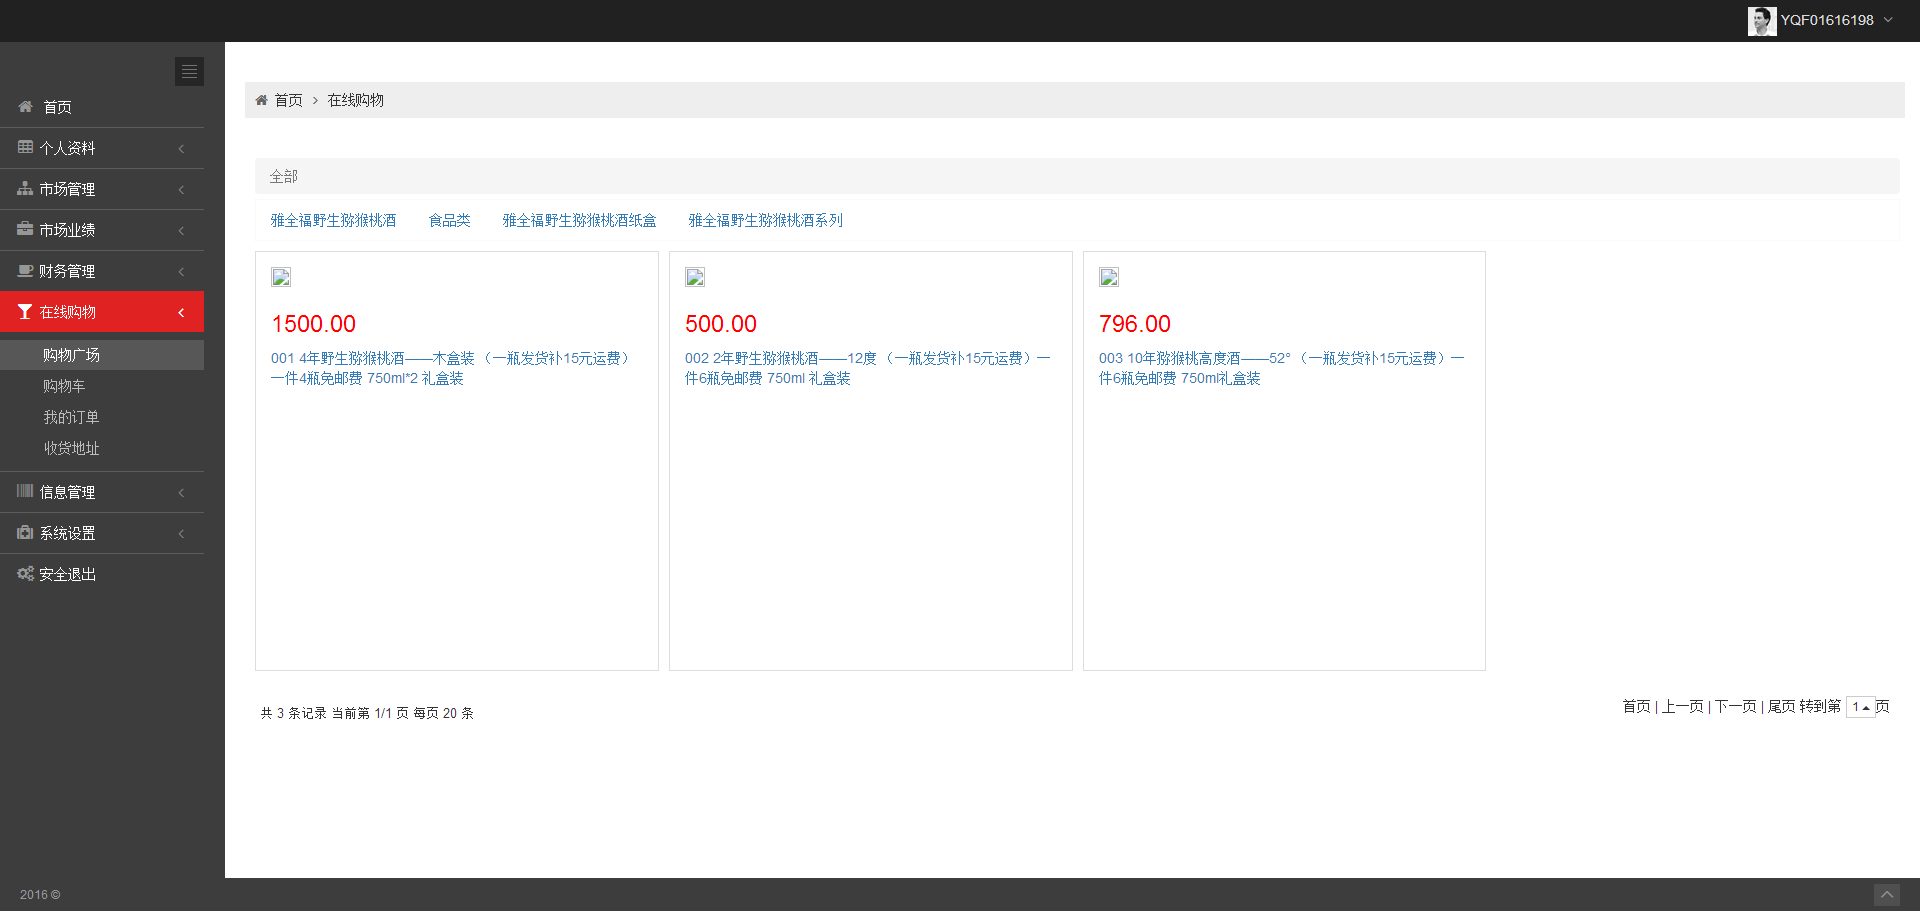 YQF01616198
首页
个人资料
市场管理
市场业绩
财务管理
在线购物
购物广场
购物车
我的订单
收货地址
信息管理
系统设置
安全退出
首页 > 在线购物
全部
雅全福野生猕猴桃酒 食品类 雅全福野生猕猴桃酒纸盒 雅全福野生猕猴桃酒系列
1500.00
001 4年野生猕猴桃酒——木盒装 （一瓶发货补15元运费）
一件4瓶免邮费 750ml*2 礼盒装
500.00
002 2年野生猕猴桃酒——12度 （一瓶发货补15元运费）一
件6瓶免邮费 750ml 礼盒装
796.00
003 10年猕猴桃高度酒——52° （一瓶发货补15元运费）一
件6瓶免邮费 750ml礼盒装
共 3 条记录 当前第 1/1 页 每页 20 条
首页 | 上一页 | 下一页 | 尾页 转到第 1 页
2016 ©